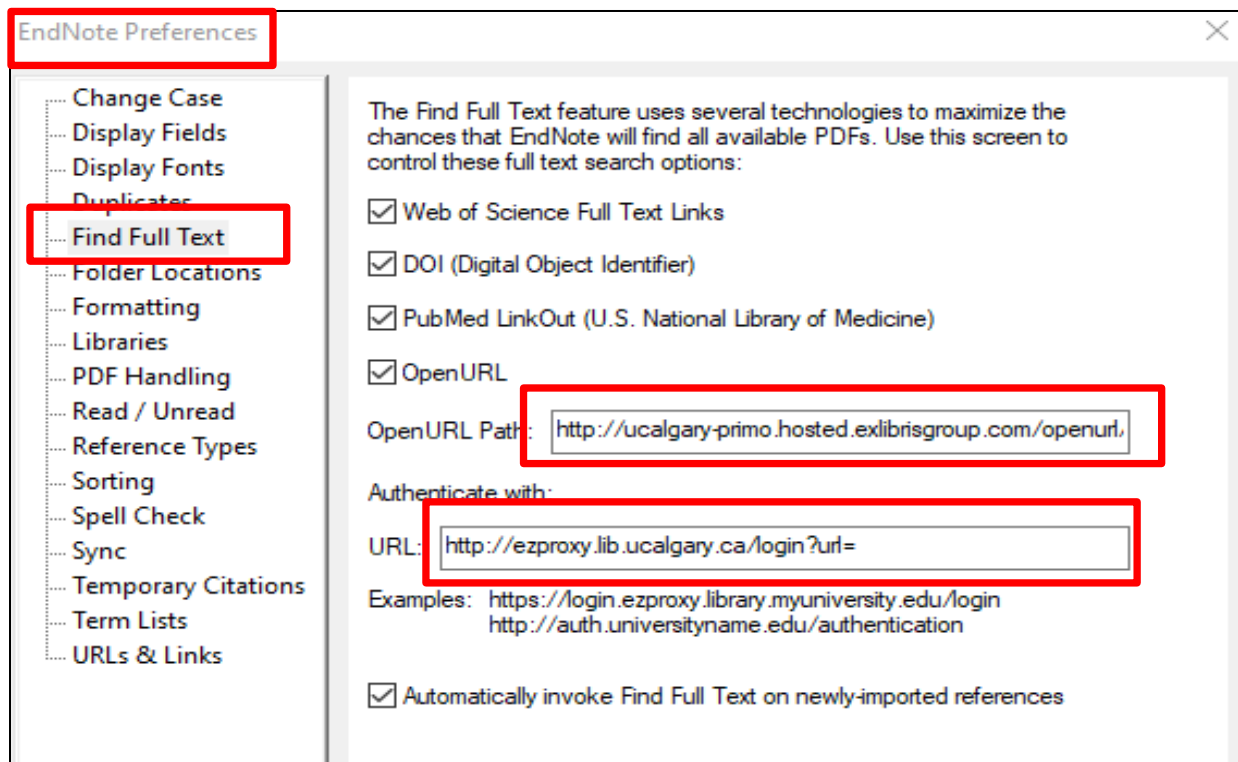 EndNote Preferences
Change Case
Display Fields
Display Fonts
Duplicates
Find Full Text
Folder Locations
Formatting
Libraries
PDF Handling
Read / Unread
Reference Types
Sorting
Spell Check
Sync
Temporary Citations
Term Lists
URLs & Links
The Find Full Text feature uses several technologies to maximize the
chances that EndNote will find all available PDFs. Use this screen to
control these full text search options:
Web of Science Full Text Links
DOI (Digital Object Identifier)
PubMed LinkOut (U.S. National Library of Medicine)
OpenURL
OpenURL Path: http://ucalgary-primo.hosted.exlibrisgroup.com/openurl/
Authenticate with:
URL: http://ezproxy.lib.ucalgary.ca/login?url=
Examples: https://login.ezproxy.library.myuniversity.edu/login
http://auth.universityname.edu/authentication
Automatically invoke Find Full Text on newly-imported references